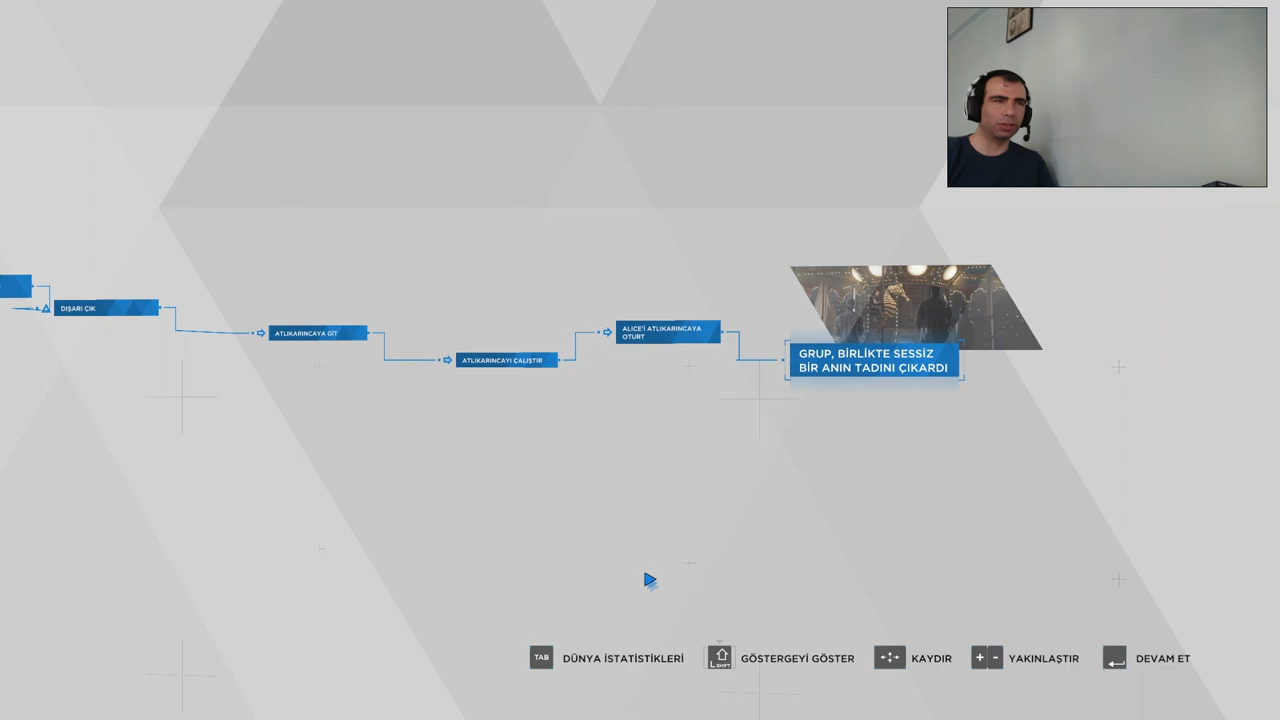 DIŞARI ÇIK
ATLIKARINCAYA GİT
ATLIKARINCAYI ÇALIŞTIR
ALICE'İ ATLIKARINCAYA
OTURT
GRUP, BİRLİKTE SESSİZ
BİR ANIN TADINI ÇIKARDI
TAB DÜNYA İSTATİSTİKLERİ
L SHIFT GÖSTERGEYİ GÖSTER
KAYDIR
+ - YAKINLAŞTIR
DEVAM ET